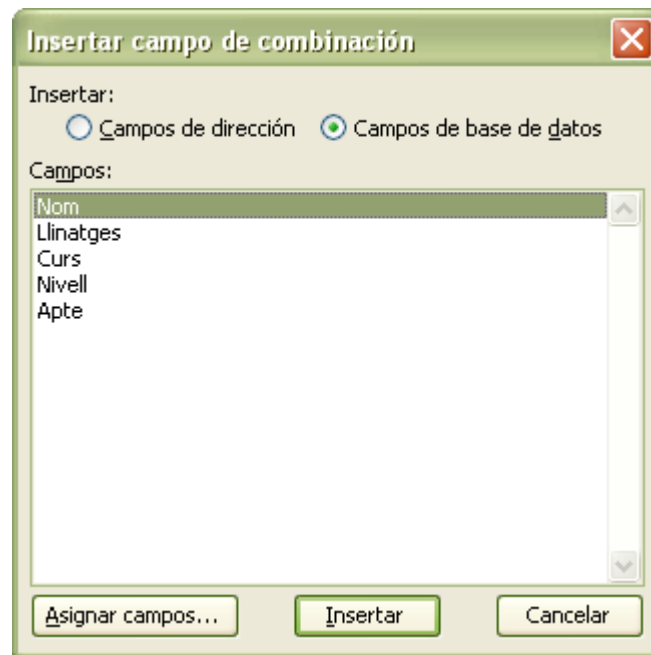 Insertar campo de combinación
Insertar:
Campos de dirección Campos de base de datos
Campos:
Nom
Llinatges
Curs
Nivell
Apte
Asignar campos... Insertar Cancelar